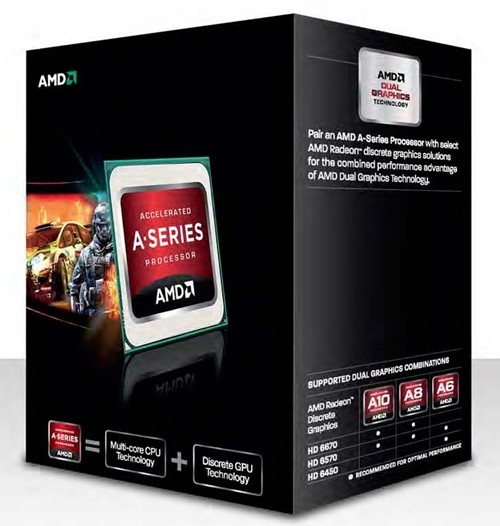 AMD
ACCELERATED
A-SERIES
PROCESSOR
AMD
A-SERIES
AMD
=
Multi-core CPU
Technology
+
Discrete GPU
Technology
AMD
DUAL
GRAPHICS
TECHNOLOGY
Pair an AMD A-Series Processor with select
AMD Radeon™ discrete graphics solutions
for the combined performance advantage
of AMD Dual Graphics Technology.
SUPPORTED DUAL GRAPHICS COMBINATIONS
AMD Radeon™
Discrete
Graphics
A10
AMD
A8
AMD
A6
AMD
HD 6670
HD 6570
HD 6450
• RECOMMENDED FOR OPTIMAL PERFORMANCE